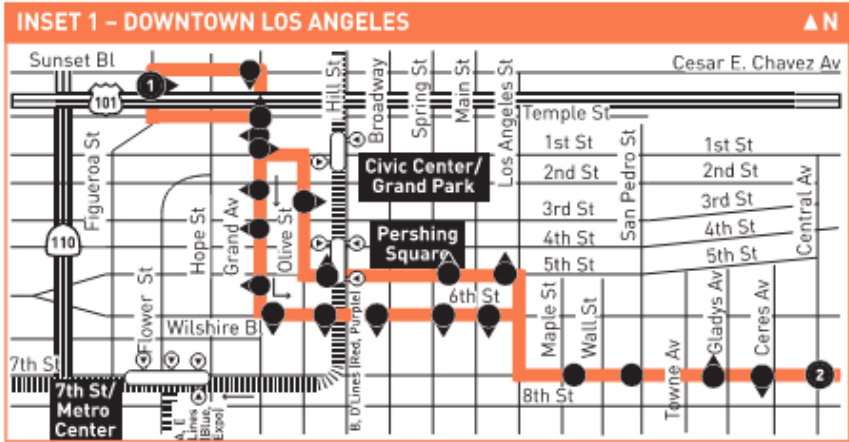 INSET 1 – DOWNTOWN LOS ANGELES
▲N
Sunset Bl
Cesar E. Chavez Av
1
101
Hill St
Broadway
Spring St
Main St
Los Angeles St
Temple St
Figueroa St
1st St
1st St
2nd St
2nd St
Civic Center/
Grand Park
San Pedro St
Central Av
3rd St
3rd St
Hope St
Grand Av
Olive St
4th St
4th St
110
Pershing
Square
5th St
5th St
Flower St
6th St
Wilshire Bl
Maple St
Wall St
Towne Av
Gladys Av
Ceres Av
B, D Lines (Red, Purple)
7th St
2
8th St
7th St/
Metro
Center
A, E
Lines
(Blue,
Expo)